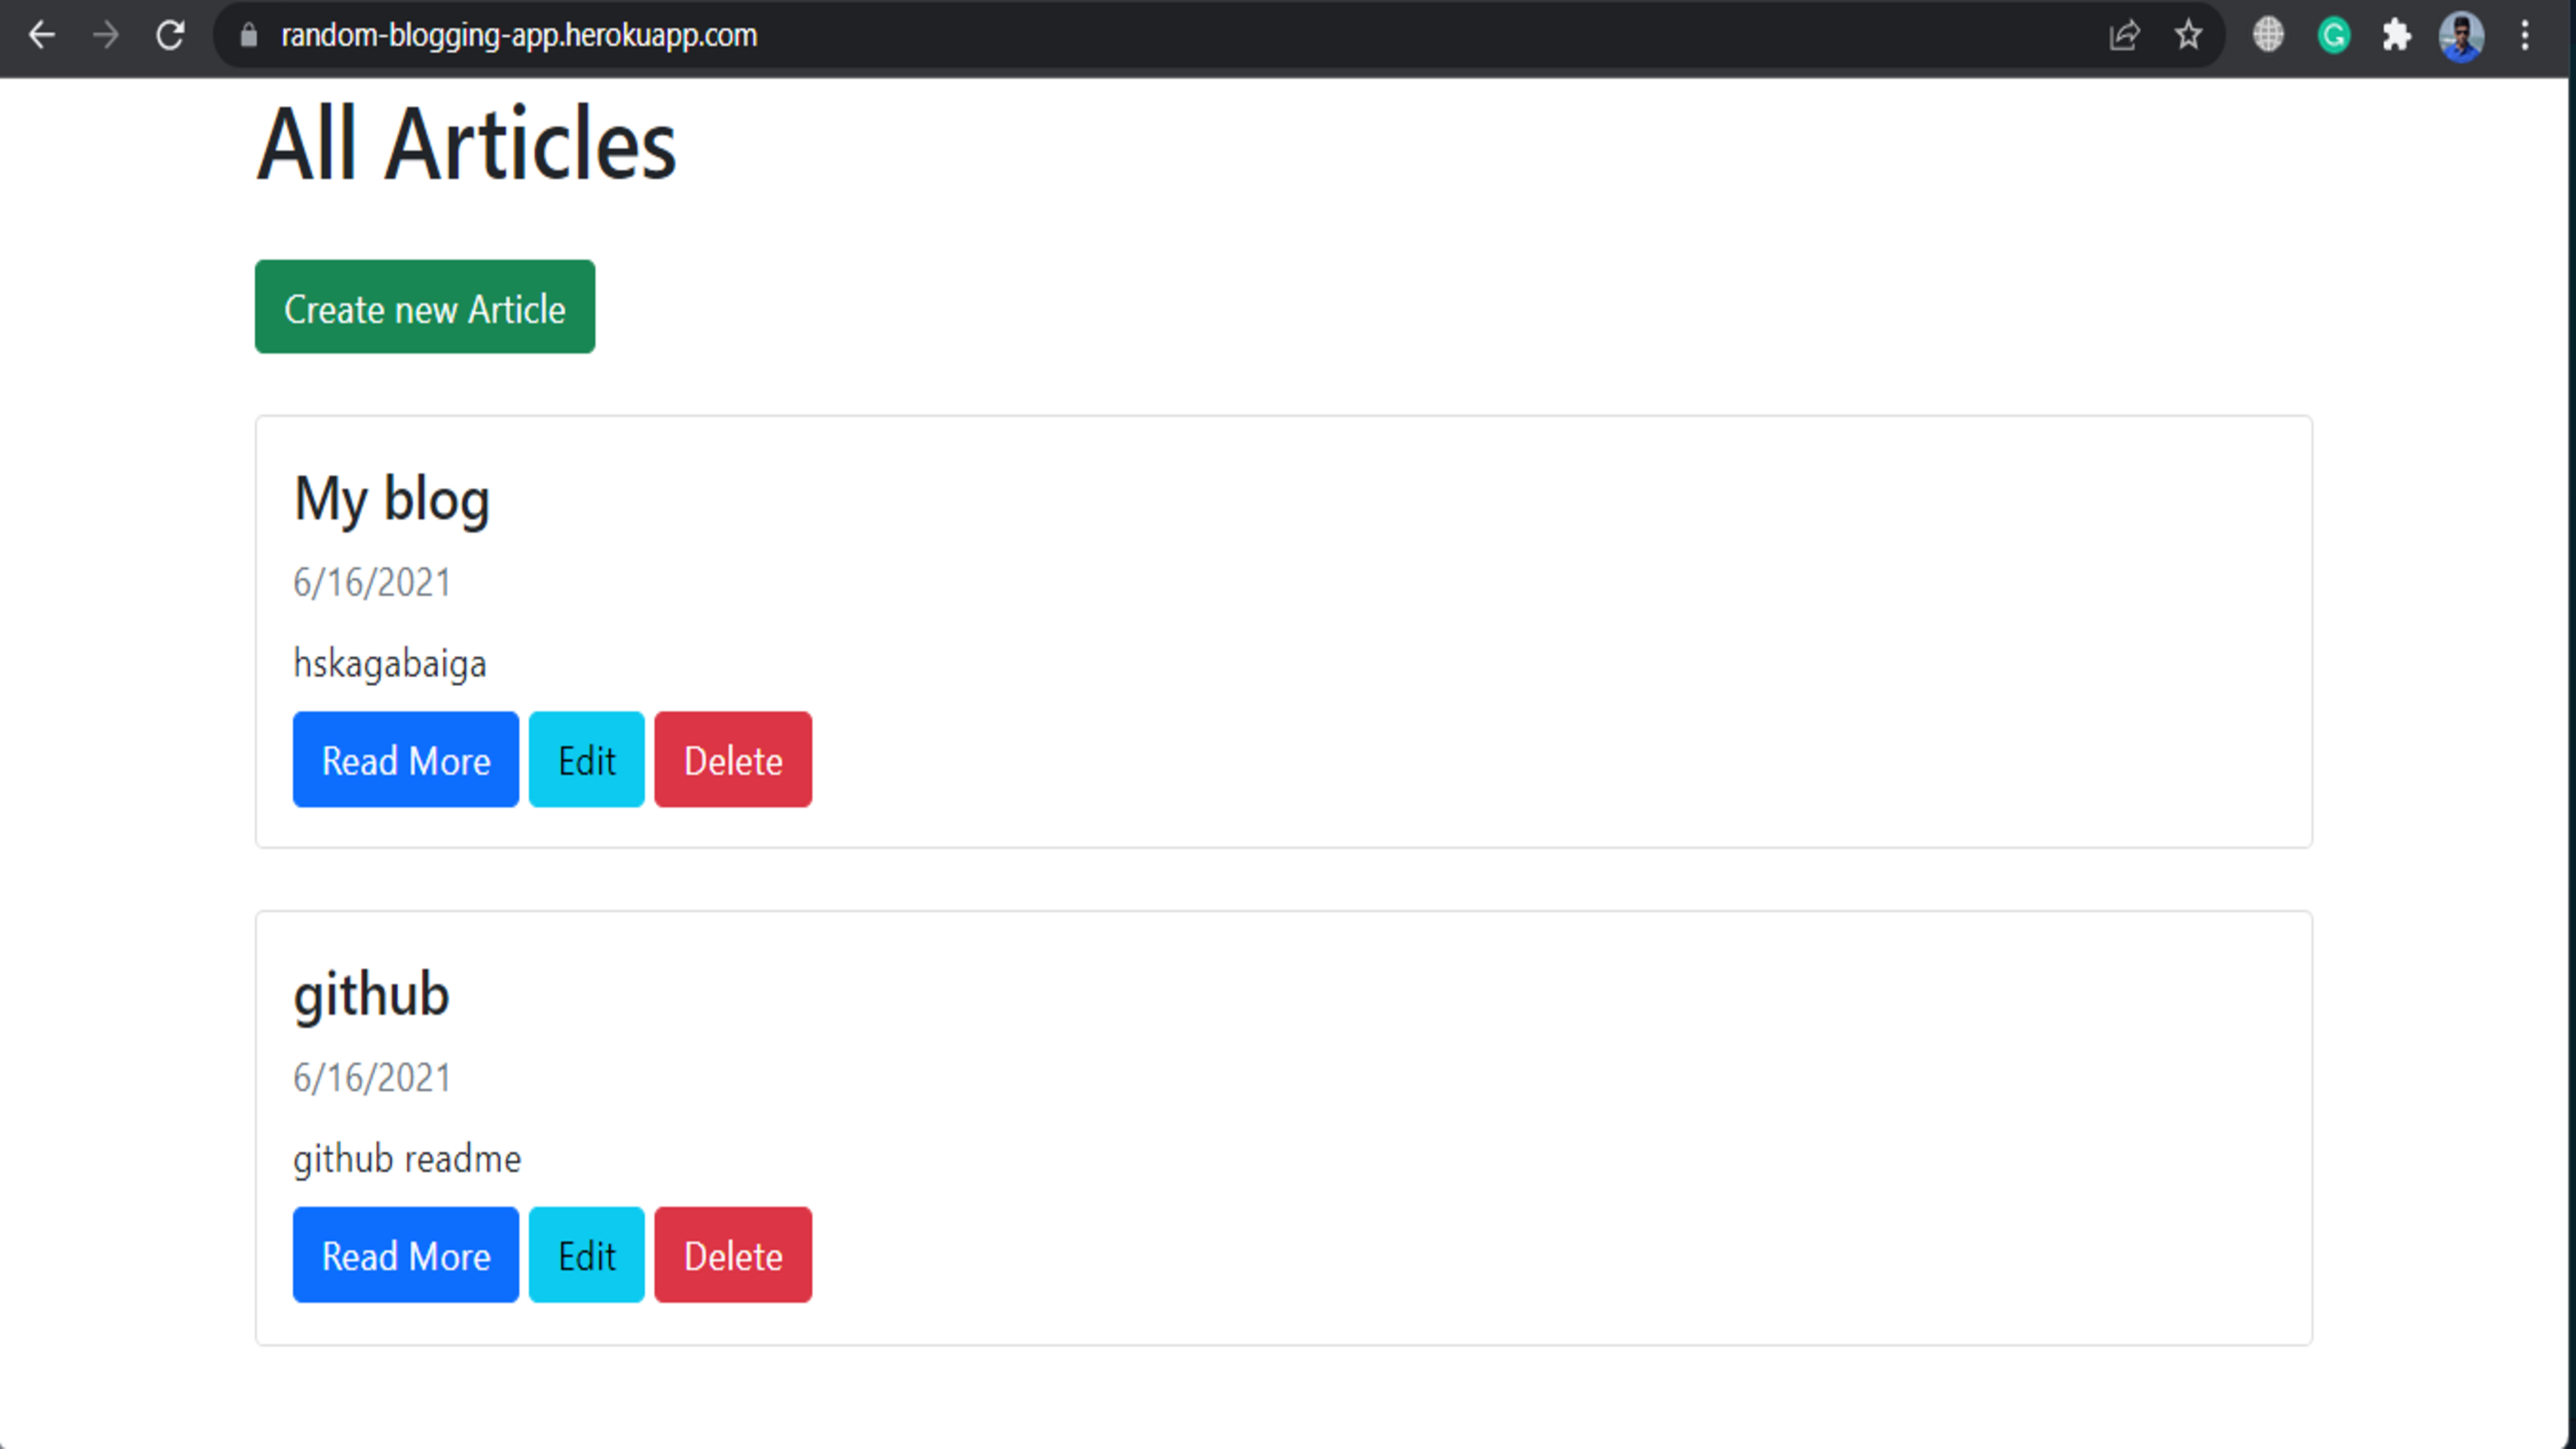 random-blogging-app.herokuapp.com
All Articles
Create new Article
My blog
6/16/2021
hskagabaiga
Read More Edit Delete
github
6/16/2021
github readme
Read More Edit Delete